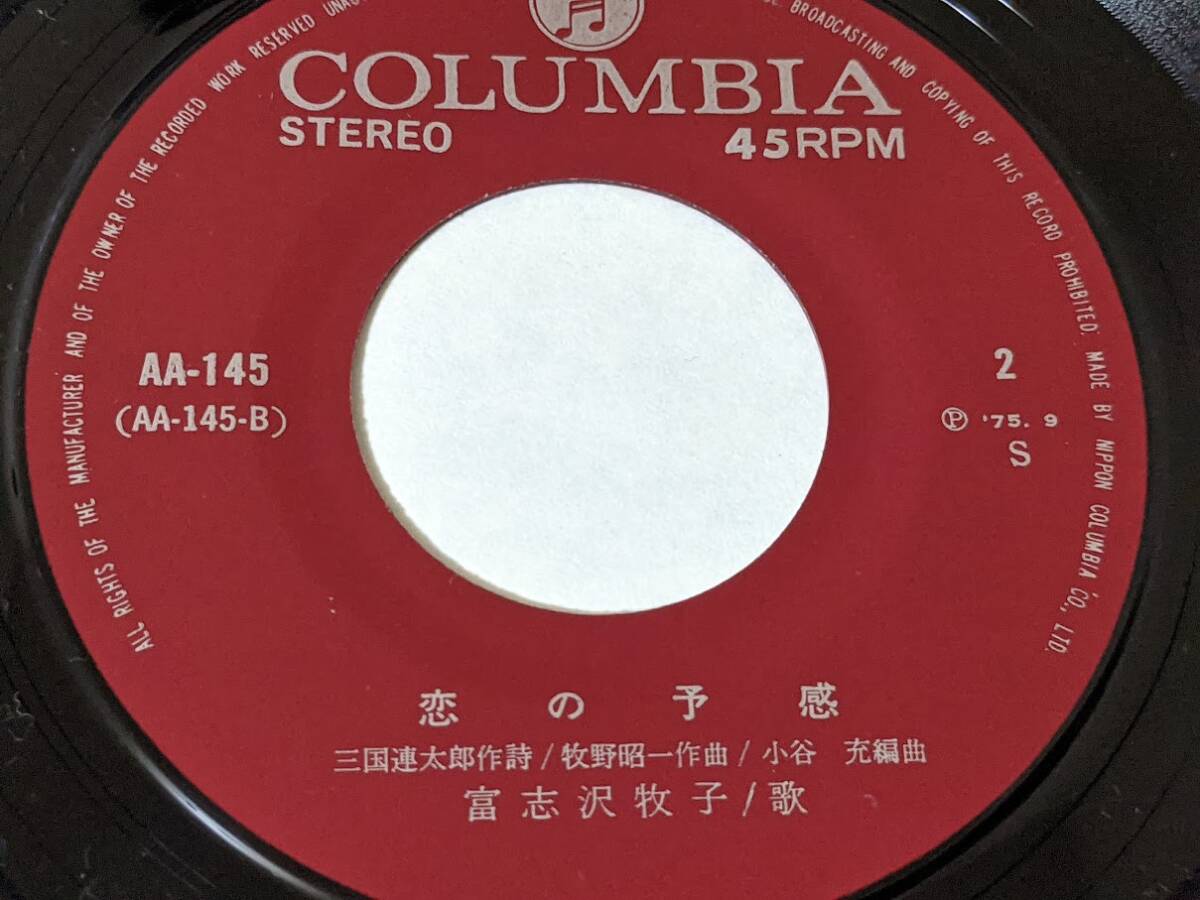 ALL RIGHTS OF THE MANUFACTURER AND OF THE OWNER OF THE RECORDED WORK RESERVED
BROADCASTING AND COPYING OF THIS RECORD PROHIBITED. MADE BY NIPPON COLUMBIA CO., LTD.
COLUMBIA
STEREO 45RPM
AA-145 2
(AA-145-B) Ⓟ '75. 9
S
恋の予感
三国連太郎作詩/牧野昭一作曲/小谷 充編曲
富志沢牧子/歌